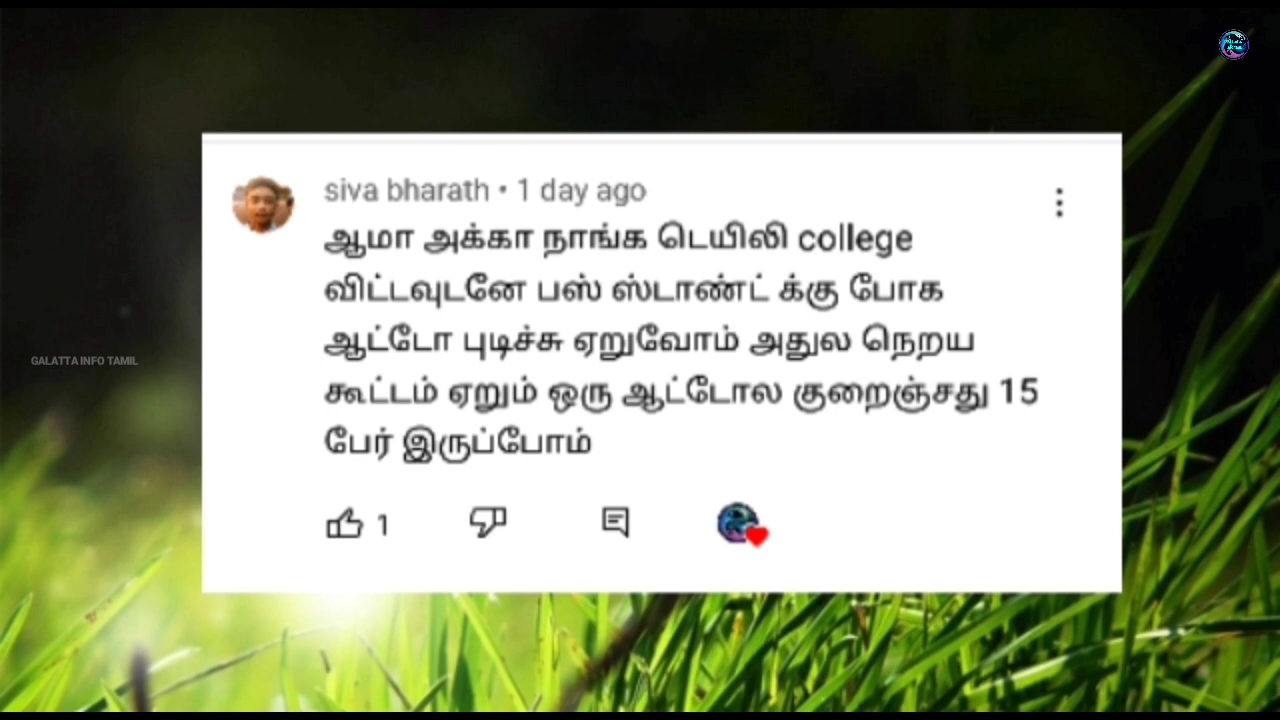 siva bharath • 1 day ago
ஆமா அக்கா நாங்க டெயிலி college
விட்டவுடனே பஸ் ஸ்டாண்ட் க்கு போக
ஆட்டோ புடிச்சு ஏறுவோம் அதுல நெறய
கூட்டம் ஏறும் ஒரு ஆட்டோல குறைஞ்சது 15
பேர் இருப்போம்
1
GALATTA INFO TAMIL